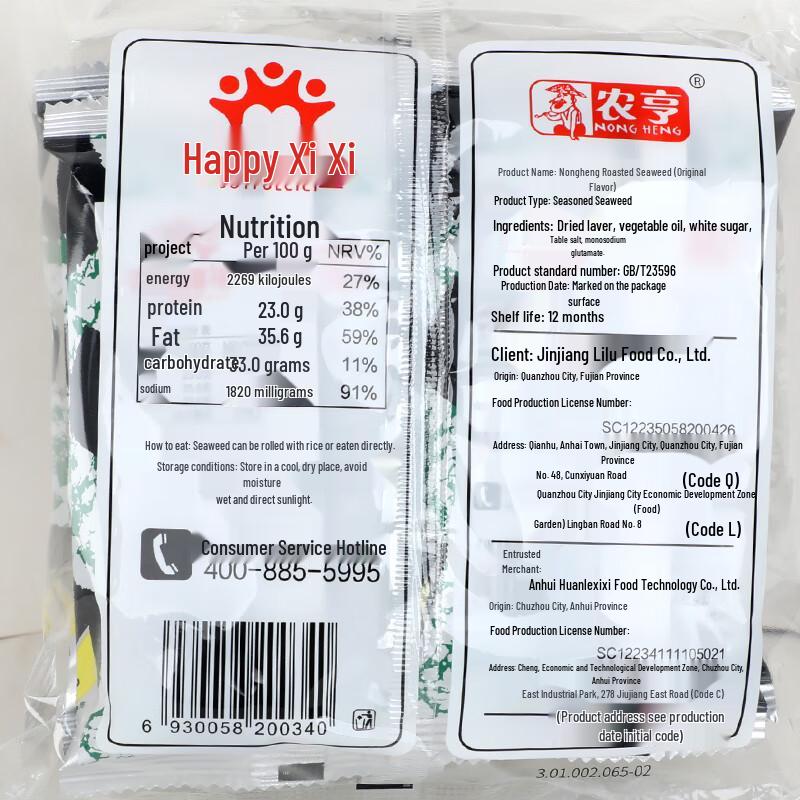 Happy Xi Xi
Nutrition
project Per 100 g NRV%
energy 2269 kilojoules 27%
protein 23.0 g 38%
Fat 35.6 g 59%
carbohydrate 33.0 grams 11%
sodium 1820 milligrams 91%
How to eat: Seaweed can be rolled with rice or eaten directly.
Storage conditions: Store in a cool, dry place, avoid
moisture
wet and direct sunlight.
Consumer Service Hotline
400-885-5995
6 930058 200340
农亨
®
NONG HENG
Product Name: Nongheng Roasted Seaweed (Original
Flavor)
Product Type: Seasoned Seaweed
Ingredients: Dried laver, vegetable oil, white sugar,
Table salt, monosodium
glutamate.
Product standard number: GB/T23596
Production Date: Marked on the package
surface
Shelf life: 12 months
Client: Jinjiang Lilu Food Co., Ltd.
Origin: Quanzhou City, Fujian Province
Food Production License Number:
SC12235058200426
Address: Qianhu, Anhai Town, Jinjiang City, Quanzhou City, Fujian
Province
No. 48, Cunxiyuan Road (Code Q)
Quanzhou City Jinjiang City Economic Development Zone
(Food)
Garden) Lingban Road No. 8 (Code L)
Entrusted
Merchant:
Anhui Huanlexixi Food Technology Co., Ltd.
Origin: Chuzhou City, Anhui Province
Food Production License Number:
SC12234111105021
Address: Cheng, Economic and Technological Development Zone, Chuzhou City,
Anhui Province
East Industrial Park, 278 Jiujiang East Road (Code C)
(Product address see production
date initial code)
3.01.002.065-02